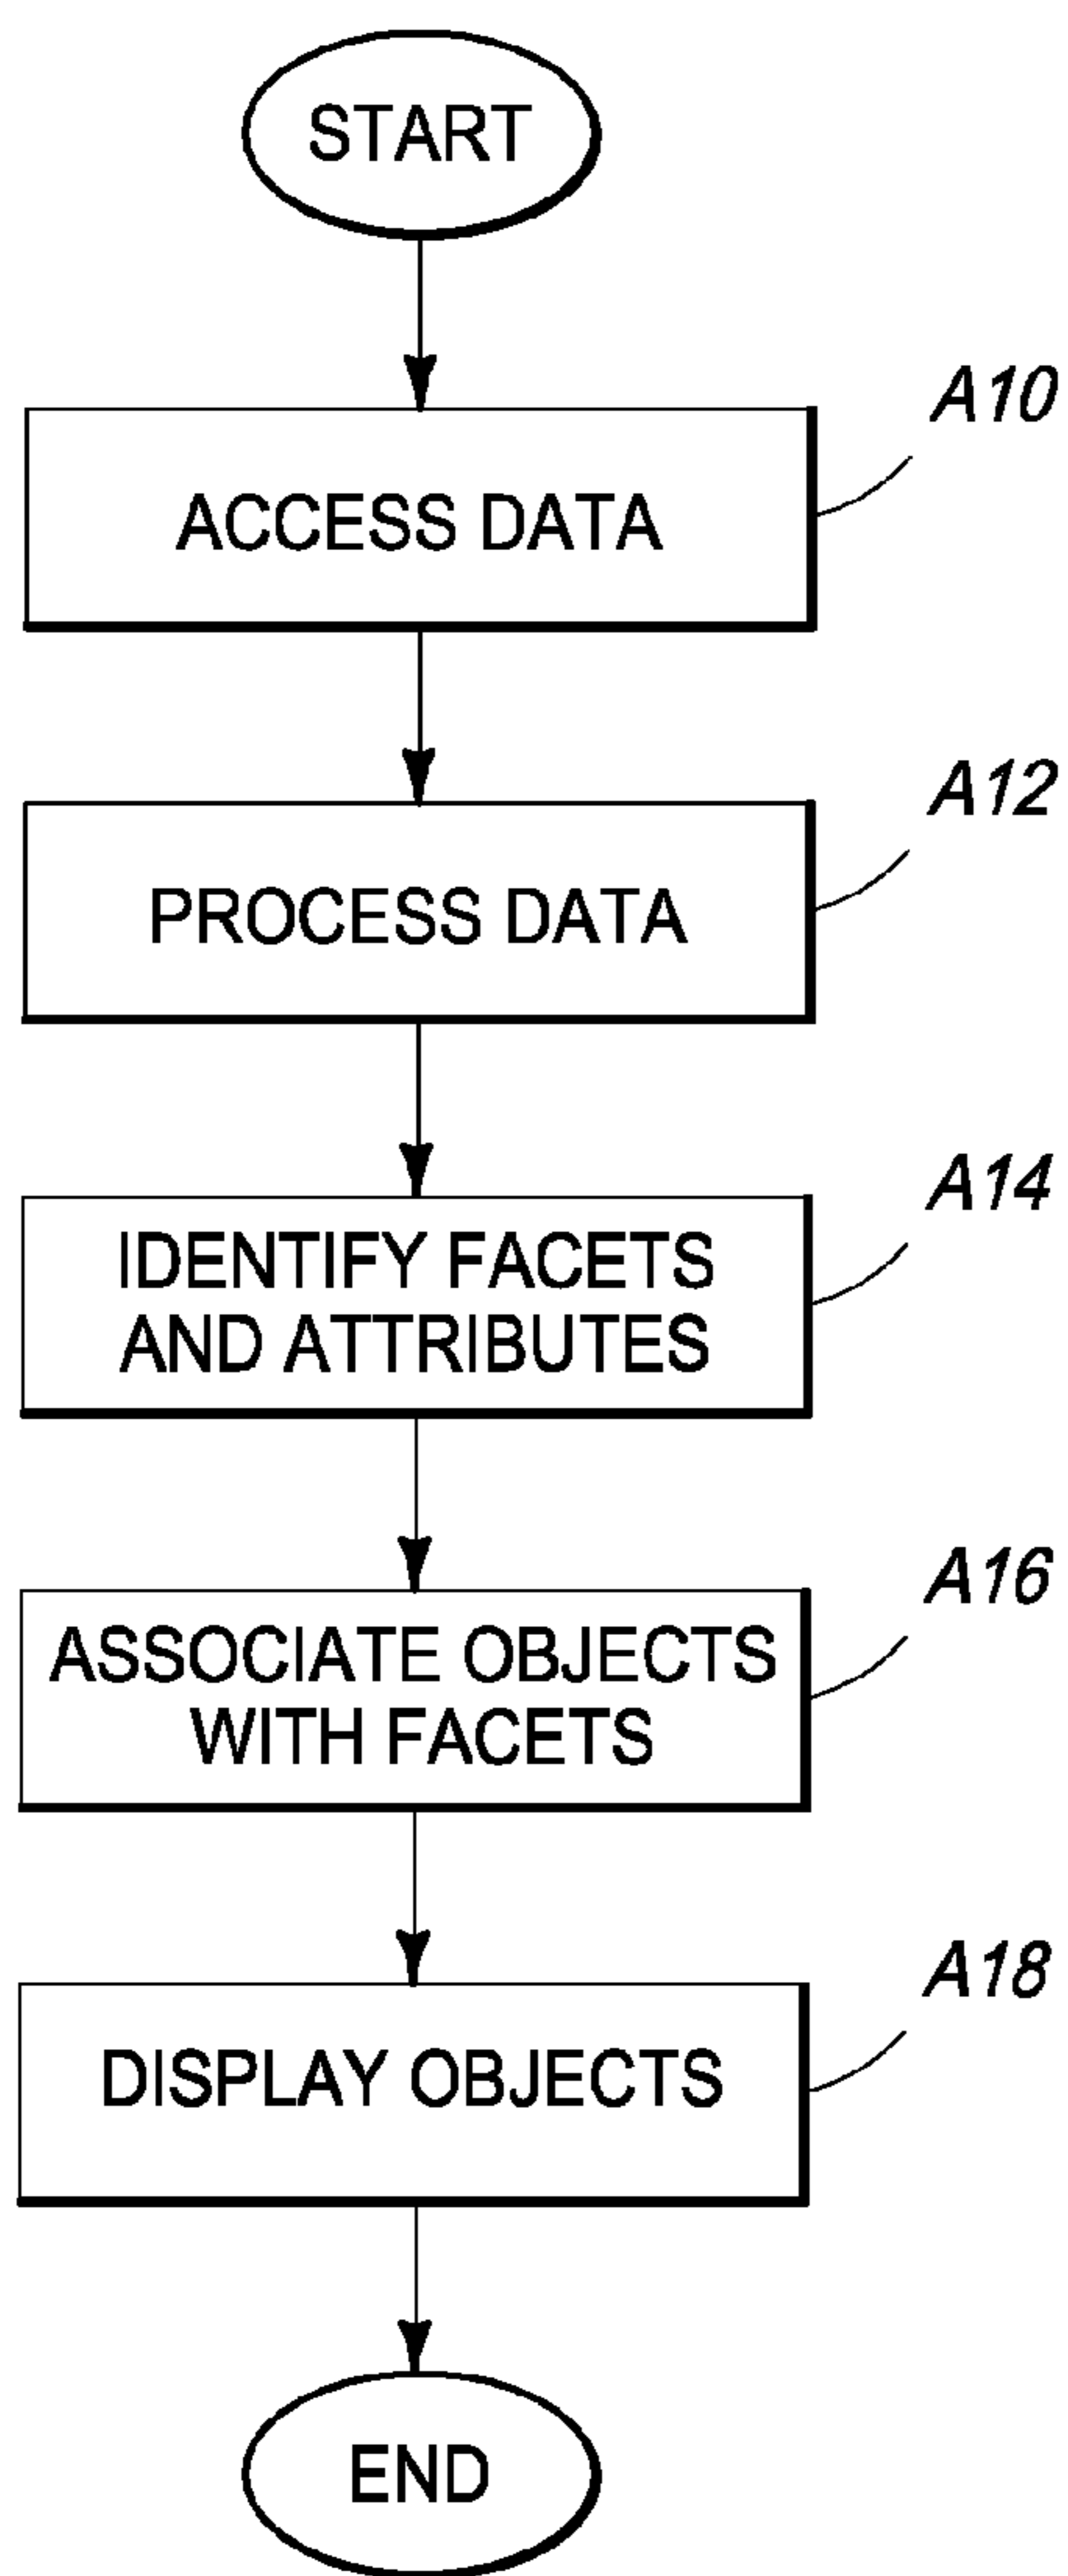 START
A10
ACCESS DATA
A12
PROCESS DATA
A14
IDENTIFY FACETS
AND ATTRIBUTES
A16
ASSOCIATE OBJECTS
WITH FACETS
A18
DISPLAY OBJECTS
END